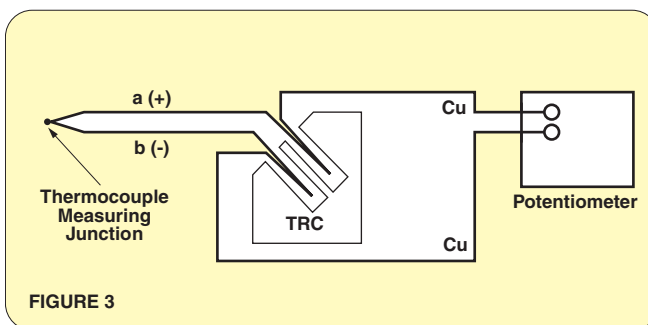 a (+)
Cu
b (-)
Thermocouple
Measuring
Junction
TRC
Potentiometer
Cu
FIGURE 3